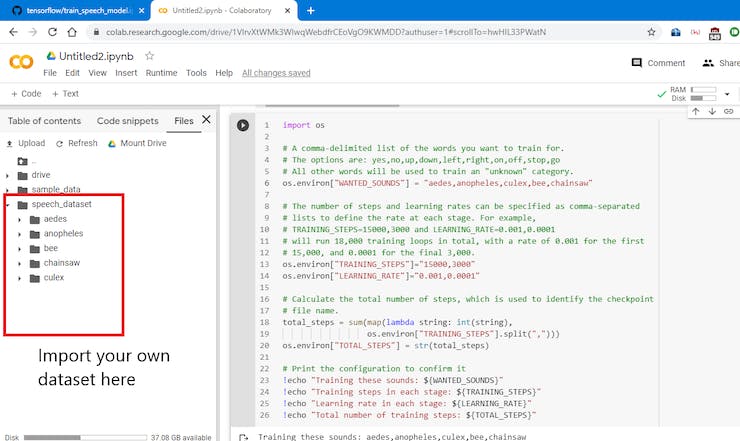 tensorflow/train_speech_model.i
Untitled2.ipynb - Colaboratory
colab.research.google.com/drive/1VIrvXtWMk3WiwqWebdfrCEoVgO9KWMDD?authuser=1#scrollTo=hwHIL33PWatN
CO
Untitled2.ipynb
File Edit View Insert Runtime Tools Help All changes saved
Comment
Share
+ Code + Text
RAM
Disk
Table of contents Code snippets Files
Upload Refresh Mount Drive
..
drive
sample_data
speech_dataset
aedes
anopheles
bee
chainsaw
culex
Import your own
dataset here
Disk 37.08 GB available
1 import os
2
3 # A comma-delimited list of the words you want to train for.
4 # The options are: yes,no,up,down,left,right,on,off,stop,go
5 # All other words will be used to train an "unknown" category.
6 os.environ["WANTED_SOUNDS"] = "aedes,anopheles,culex,bee,chainsaw"
7
8 # The number of steps and learning rates can be specified as comma-separated
9 # lists to define the rate at each stage. For example,
10 # TRAINING_STEPS=15000,3000 and LEARNING_RATE=0.001,0.0001
11 # will run 18,000 training loops in total, with a rate of 0.001 for the first
12 # 15,000, and 0.0001 for the final 3,000.
13 os.environ["TRAINING_STEPS"]="15000,3000"
14 os.environ["LEARNING_RATE"]="0.001,0.0001"
15
16 # Calculate the total number of steps, which is used to identify the checkpoint
17 # file name.
18 total_steps = sum(map(lambda string: int(string),
19 os.environ["TRAINING_STEPS"].split(",")))
20 os.environ["TOTAL_STEPS"] = str(total_steps)
21
22 # Print the configuration to confirm it
23 !echo "Training these sounds: ${WANTED_SOUNDS}"
24 !echo "Training steps in each stage: ${TRAINING_STEPS}"
25 !echo "Learning rate in each stage: ${LEARNING_RATE}"
26 !echo "Total number of training steps: ${TOTAL_STEPS}"
Training these sounds: aedes,anopheles,culex,bee,chainsaw